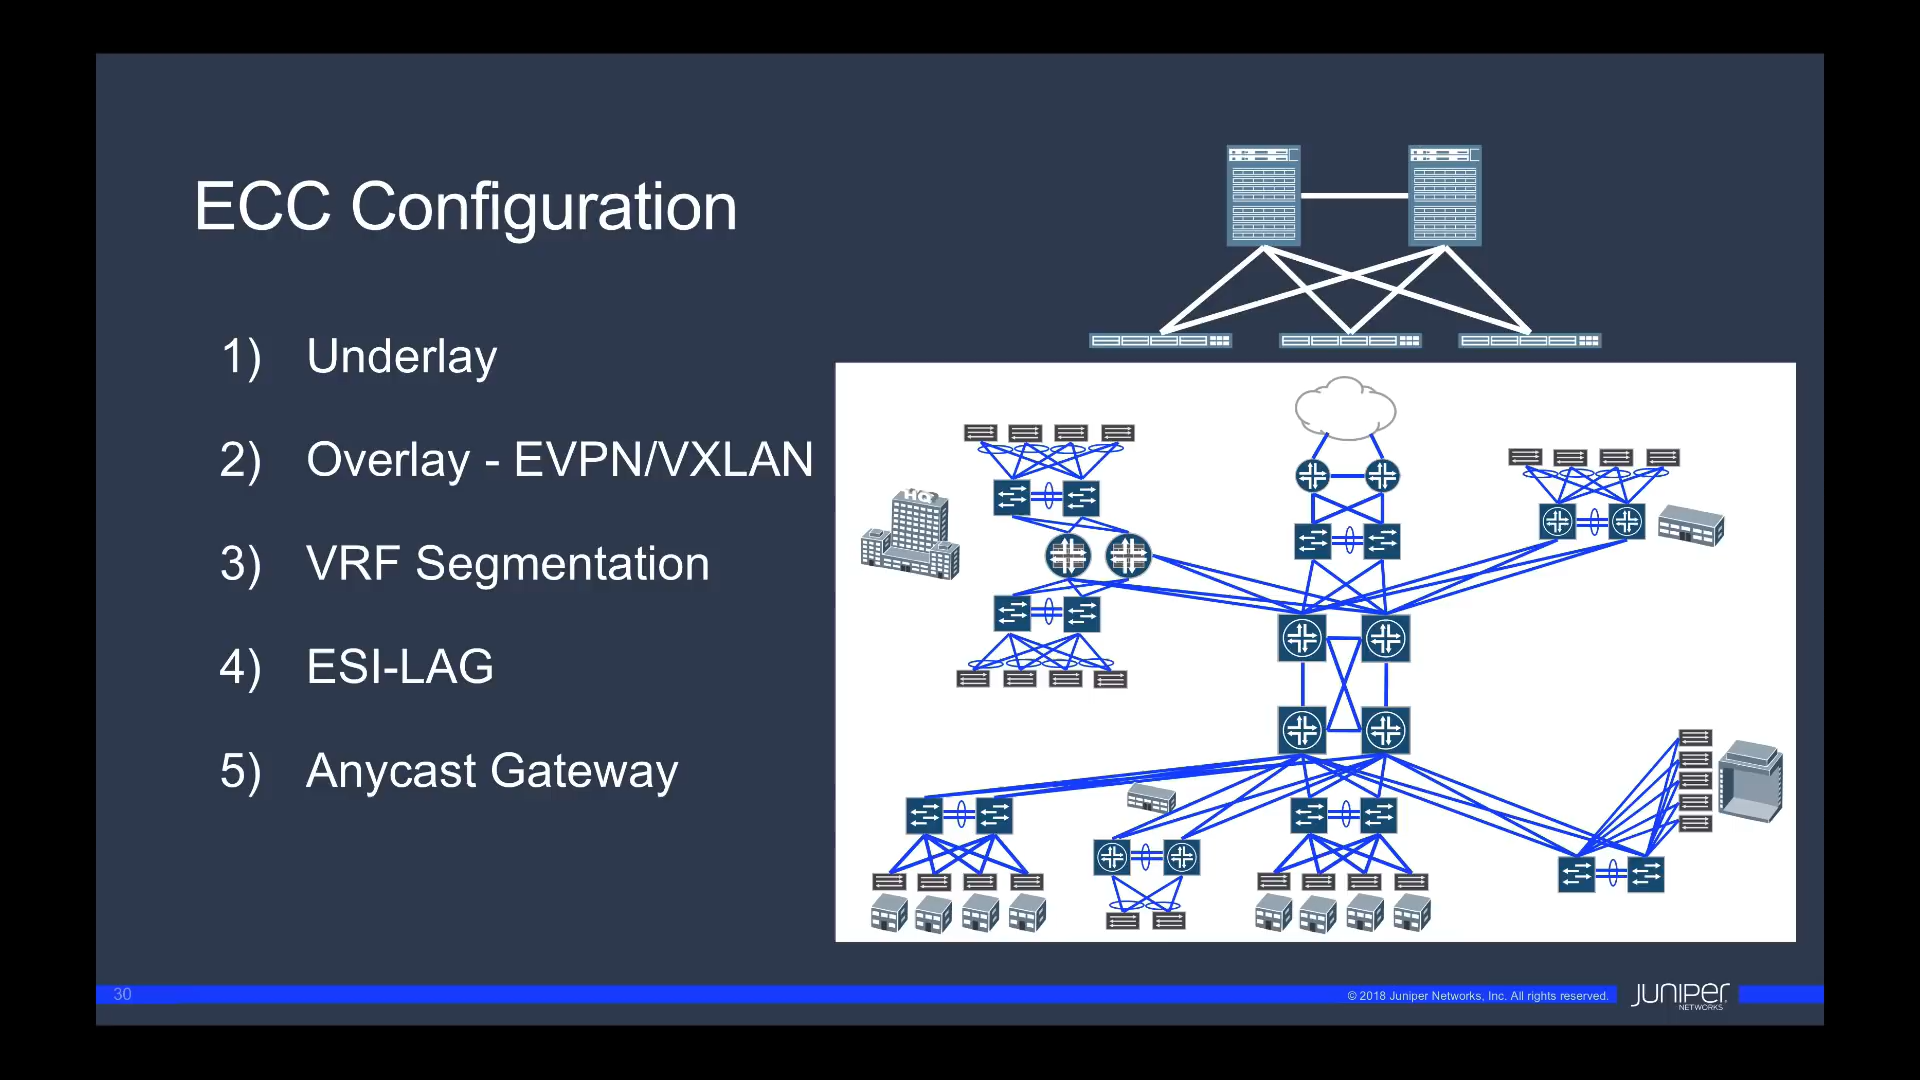 ECC Configuration
1) Underlay
2) Overlay - EVPN/VXLAN
3) VRF Segmentation
4) ESI-LAG
5) Anycast Gateway
HQ
30
© 2018 Juniper Networks, Inc. All rights reserved.
JUNIPEr
NETWORKS